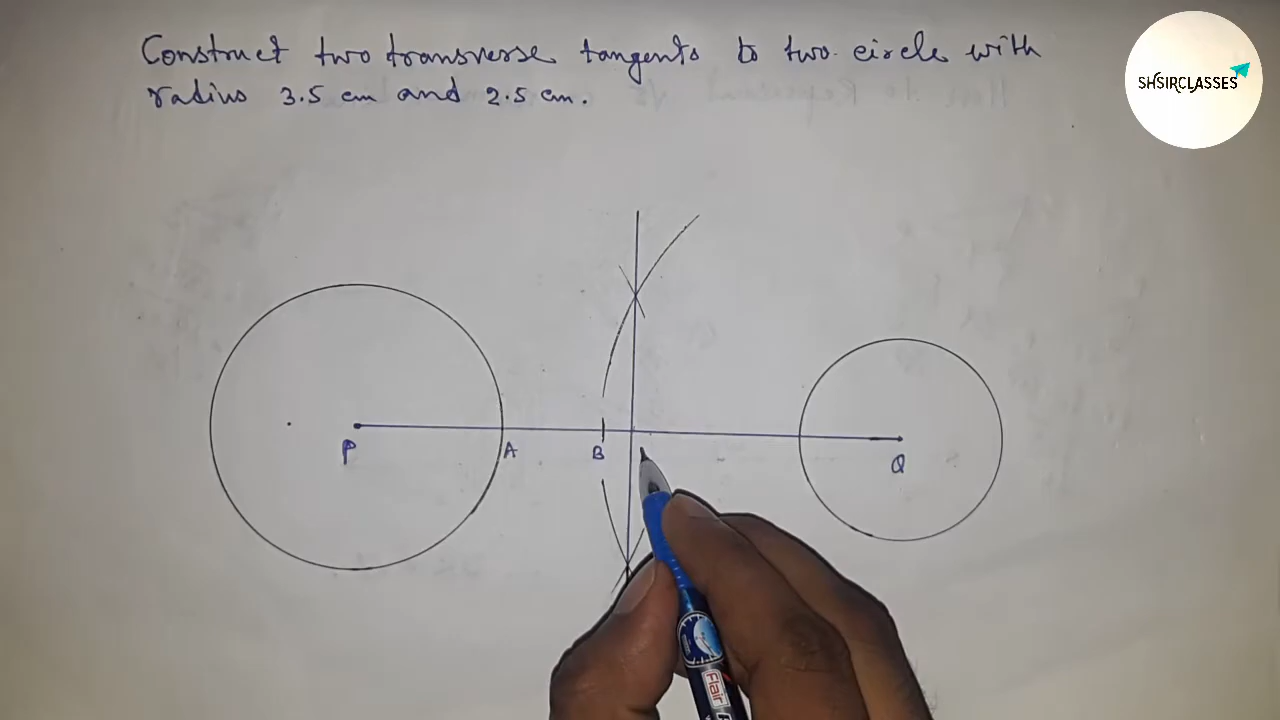 Construct two transverse tangents to two circle with
radius 3.5 cm and 2.5 cm.
SHSIRCLASSES
P
A
B
Q
Flair